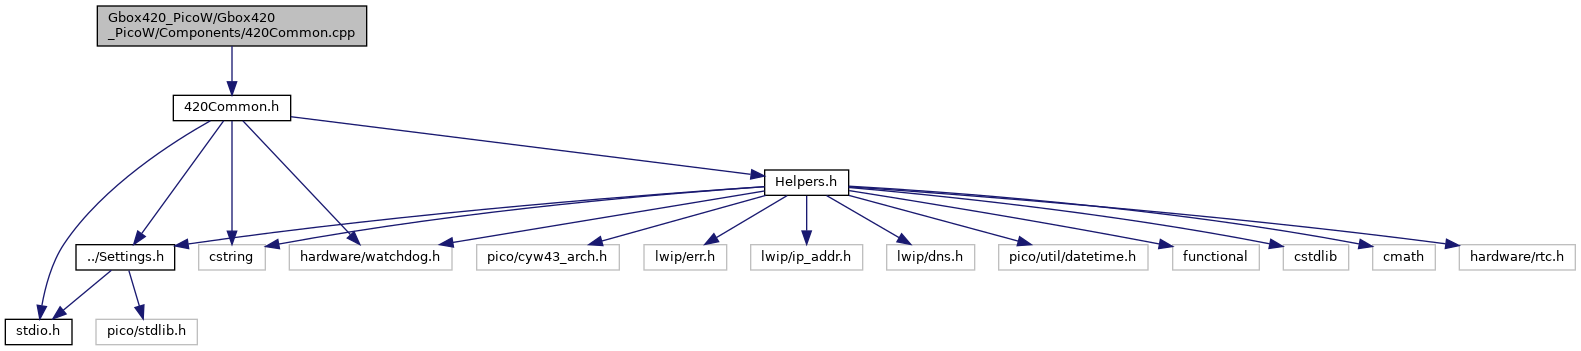 Gbox420_PicoW/Gbox420
_PicoW/Components/420Common.cpp
420Common.h
Helpers.h
../Settings.h
cstring
hardware/watchdog.h
pico/cyw43_arch.h
lwip/err.h
lwip/ip_addr.h
lwip/dns.h
pico/util/datetime.h
functional
cstdlib
cmath
hardware/rtc.h
stdio.h
pico/stdlib.h